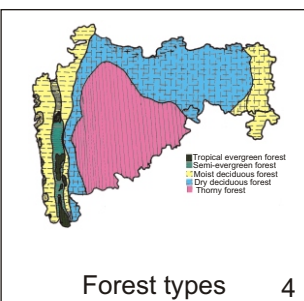 Tropical evergreen forest
Semi-evergreen forest
Moist deciduous forest
Dry deciduous forest
Thorny forest
Forest types 4